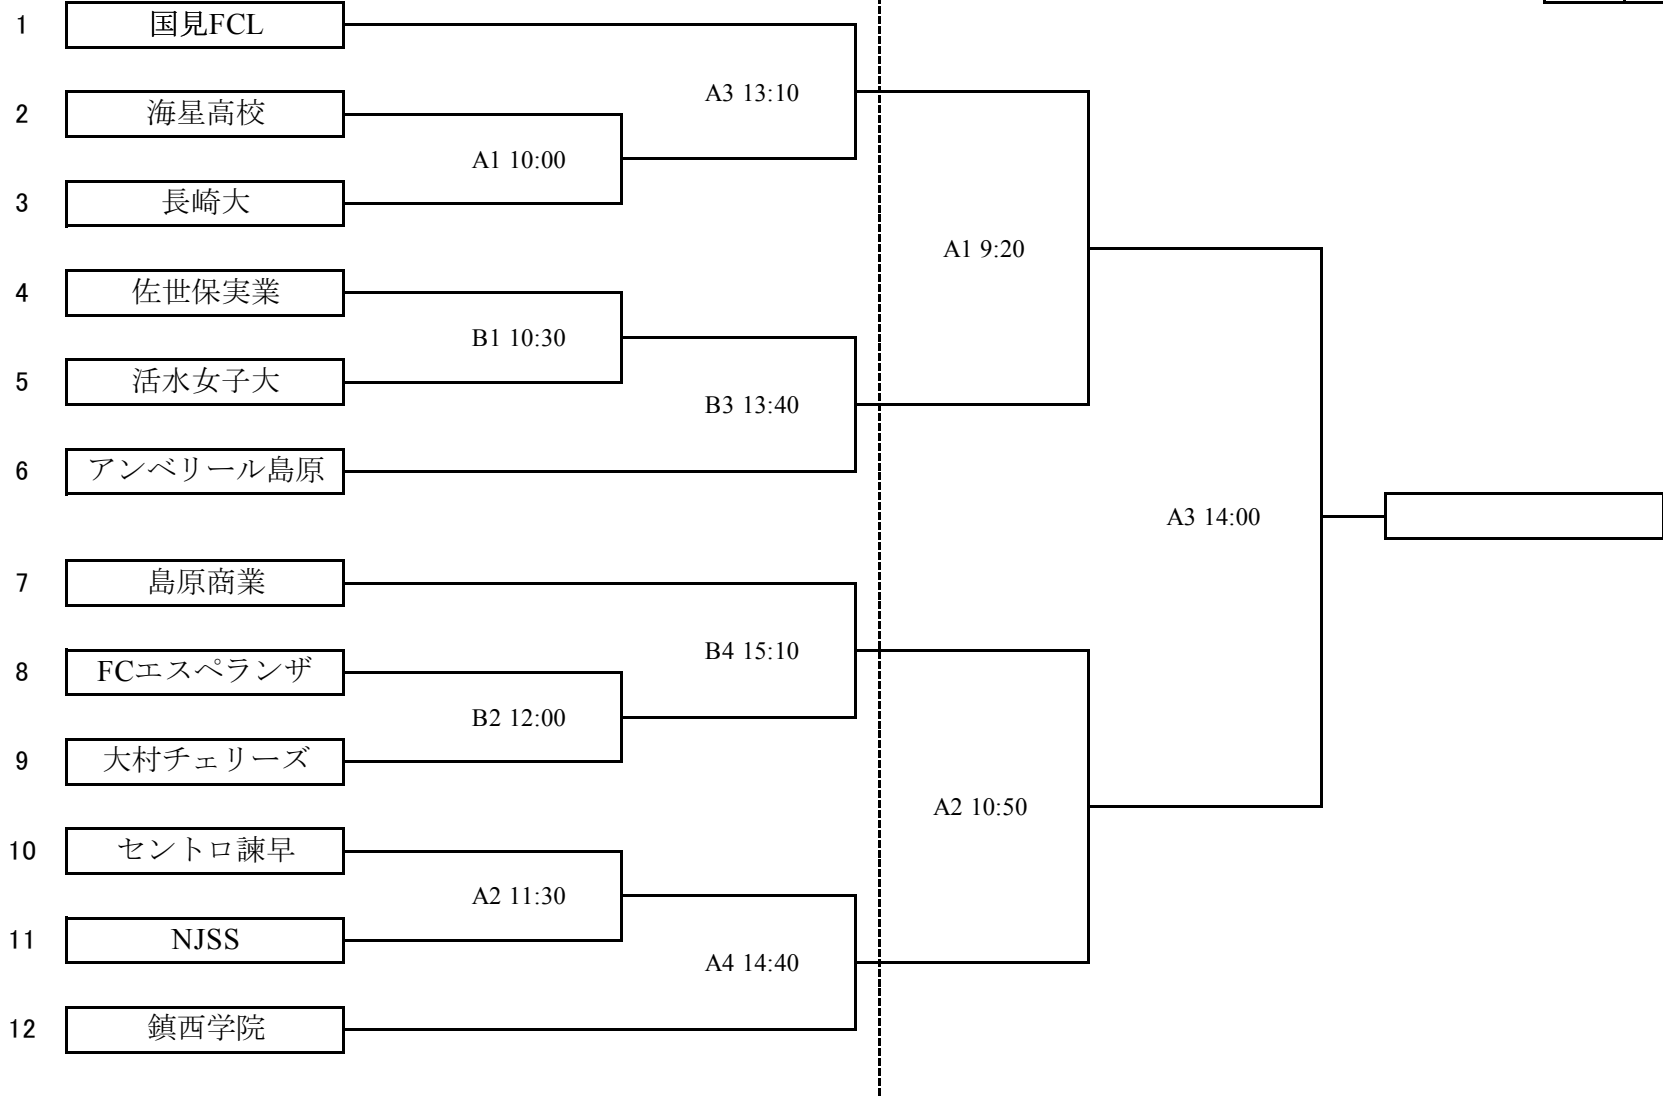 1 国見FCL
A3 13:10
2 海星高校
A1 10:00
3 長崎大
A1 9:20
4 佐世保実業
B1 10:30
5 活水女子大
B3 13:40
6 アンベリール島原
A3 14:00
7 島原商業
B4 15:10
8 FCエスペランザ
B2 12:00
9 大村チェリーズ
A2 10:50
10 セントロ諫早
A2 11:30
11 NJSS
A4 14:40
12 鎮西学院